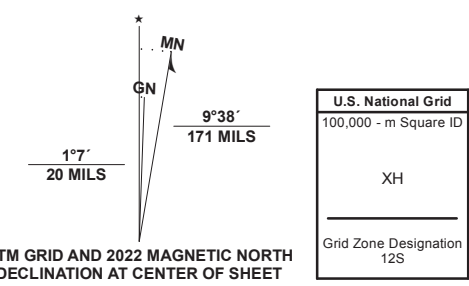 ★
MN
GN
9°38´
171 MILS
1°7´
20 MILS
TM GRID AND 2022 MAGNETIC NORTH
DECLINATION AT CENTER OF SHEET
U.S. National Grid
100,000 - m Square ID
XH
Grid Zone Designation
12S